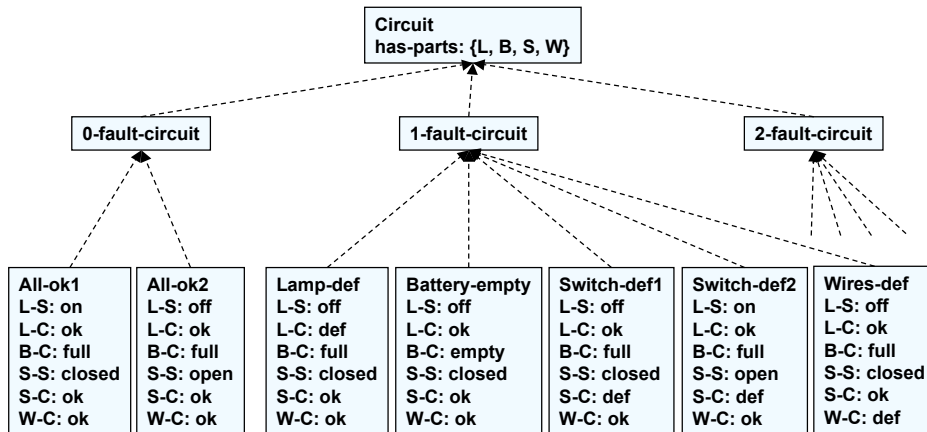 Circuit
has-parts: {L, B, S, W}
0-fault-circuit
1-fault-circuit
2-fault-circuit
All-ok1
L-S: on
L-C: ok
B-C: full
S-S: closed
S-C: ok
W-C: ok
All-ok2
L-S: off
L-C: ok
B-C: full
S-S: open
S-C: ok
W-C: ok
Lamp-def
L-S: off
L-C: def
B-C: full
S-S: closed
S-C: ok
W-C: ok
Battery-empty
L-S: off
L-C: ok
B-C: empty
S-S: closed
S-C: ok
W-C: ok
Switch-def1
L-S: off
L-C: ok
B-C: full
S-S: closed
S-C: def
W-C: ok
Switch-def2
L-S: on
L-C: ok
B-C: full
S-S: open
S-C: def
W-C: ok
Wires-def
L-S: off
L-C: ok
B-C: full
S-S: closed
S-C: ok
W-C: def